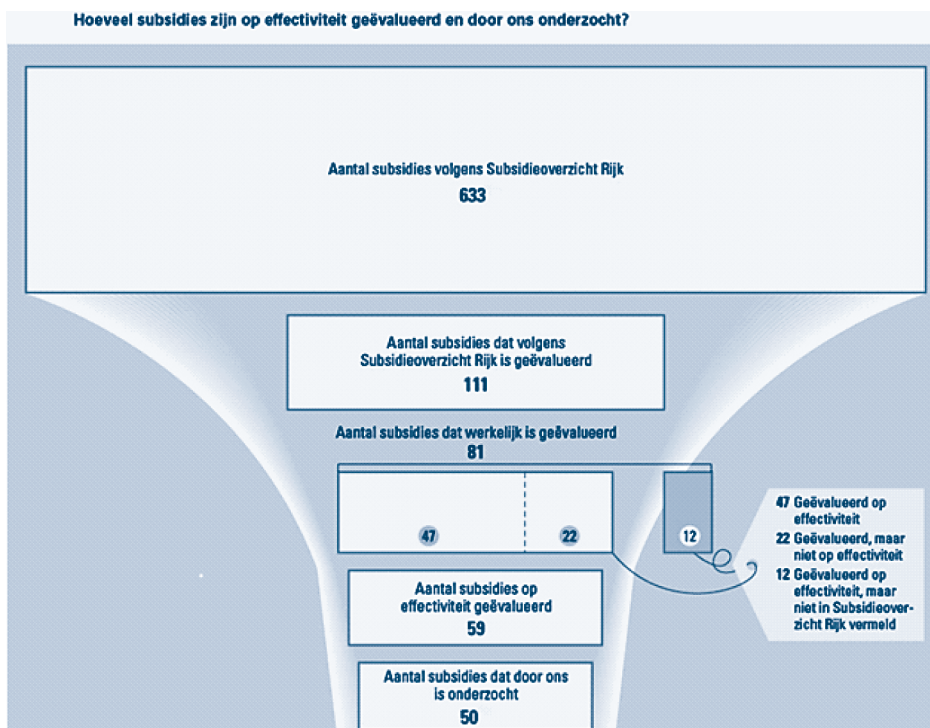 Hoeveel subsidies zijn op effectiviteit geëvalueerd en door ons onderzocht?
Aantal subsidies volgens Subsidieoverzicht Rijk
633
Aantal subsidies dat volgens
Subsidieoverzicht Rijk is geëvalueerd
111
Aantal subsidies dat werkelijk is geëvalueerd
81
47
22
12
47 Geëvalueerd op
effectiviteit
22 Geëvalueerd, maar
niet op effectiviteit
12 Geëvalueerd op
effectiviteit, maar
niet in Subsidieover-
zicht Rijk vermeld
Aantal subsidies op
effectiviteit geëvalueerd
59
Aantal subsidies dat door ons
is onderzocht
50